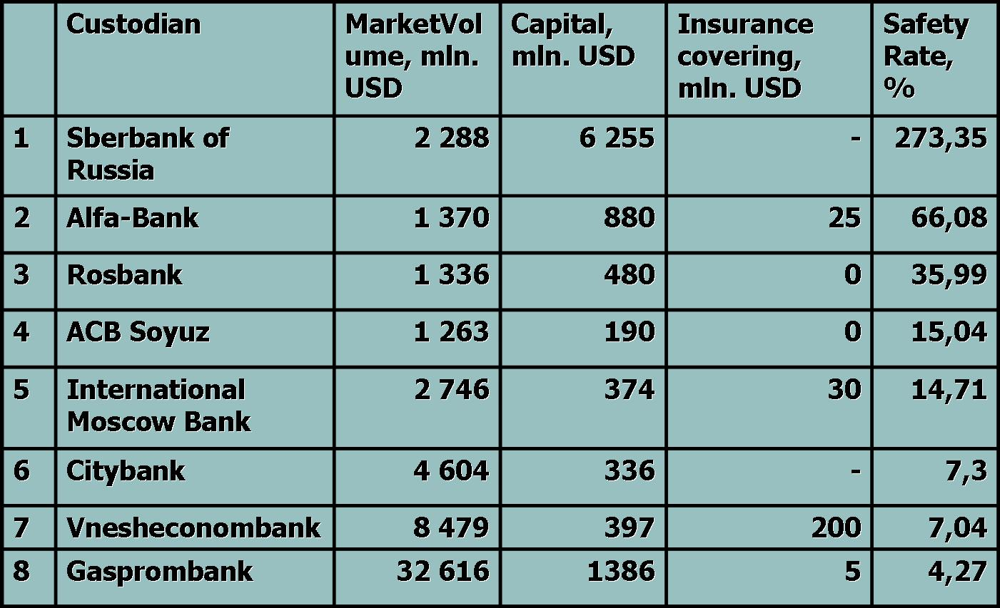 Custodian MarketVol Capital, Insurance Safety
ume, mln. mln. USD covering, Rate,
USD mln. USD %
1 Sberbank of 2 288 6 255 - 273,35
Russia
2 Alfa-Bank 1 370 880 25 66,08
3 Rosbank 1 336 480 0 35,99
4 ACB Soyuz 1 263 190 0 15,04
5 International 2 746 374 30 14,71
Moscow Bank
6 Citybank 4 604 336 - 7,3
7 Vnesheconombank 8 479 397 200 7,04
8 Gasprombank 32 616 1386 5 4,27